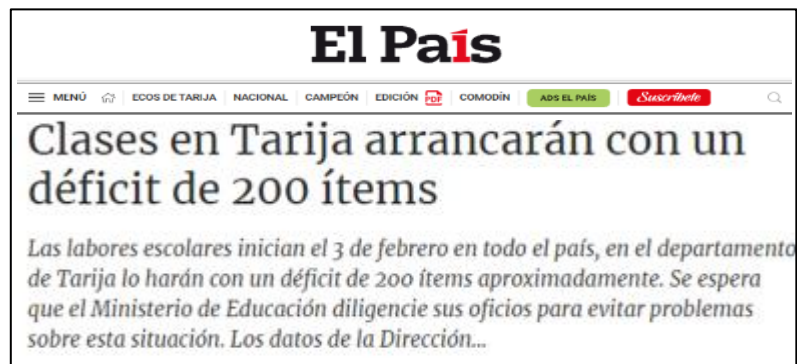 El País
MENÚ ECOS DE TARIJA NACIONAL CAMPEÓN EDICIÓN PDF COMODÍN ADS EL PAÍS Suscríbete
Clases en Tarija arrancarán con un
déficit de 200 ítems
Las labores escolares inician el 3 de febrero en todo el país, en el departamento
de Tarija lo harán con un déficit de 200 ítems aproximadamente. Se espera
que el Ministerio de Educación diligencie sus oficios para evitar problemas
sobre esta situación. Los datos de la Dirección...